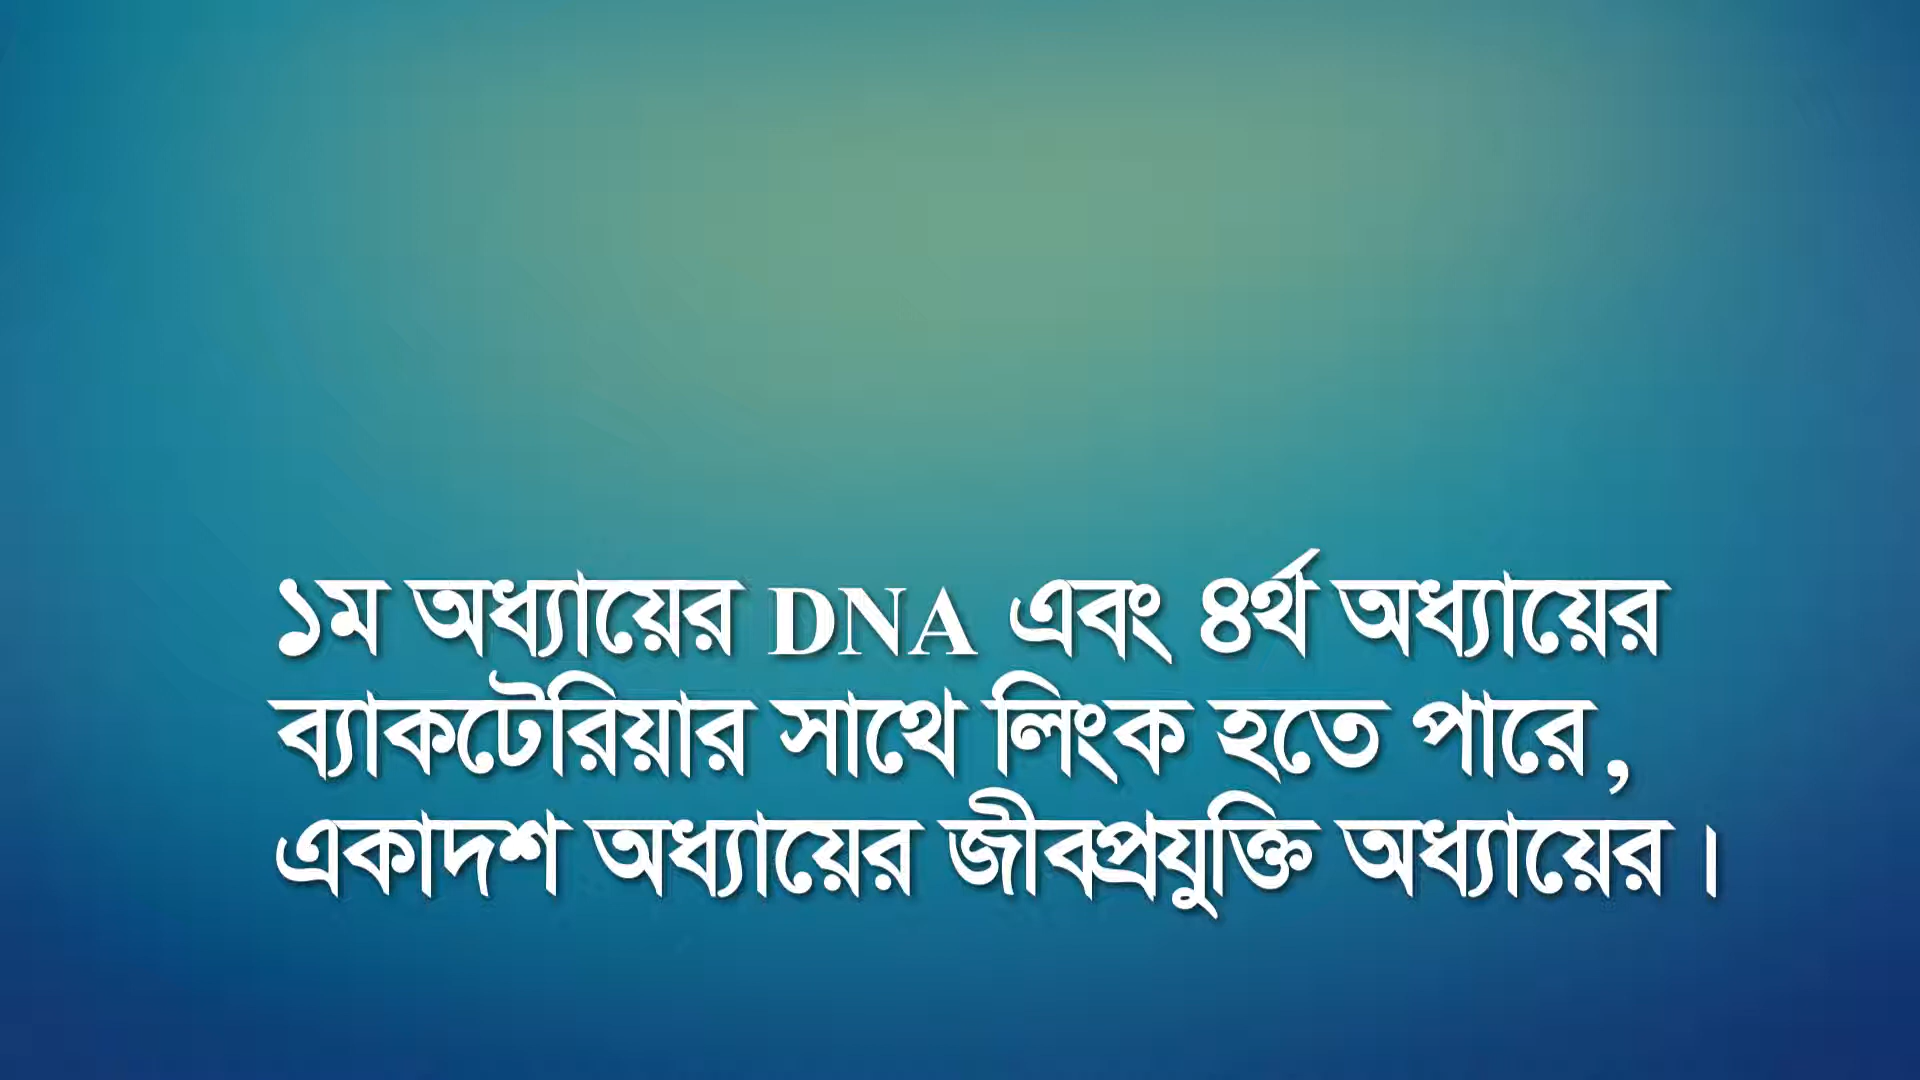 ১ম অধ্যায়ের DNA এবং ৪র্থ অধ্যায়ের
ব্যাকটেরিয়ার সাথে লিংক হতে পারে,
একাদশ অধ্যায়ের জীবপ্রযুক্তি অধ্যায়ের।